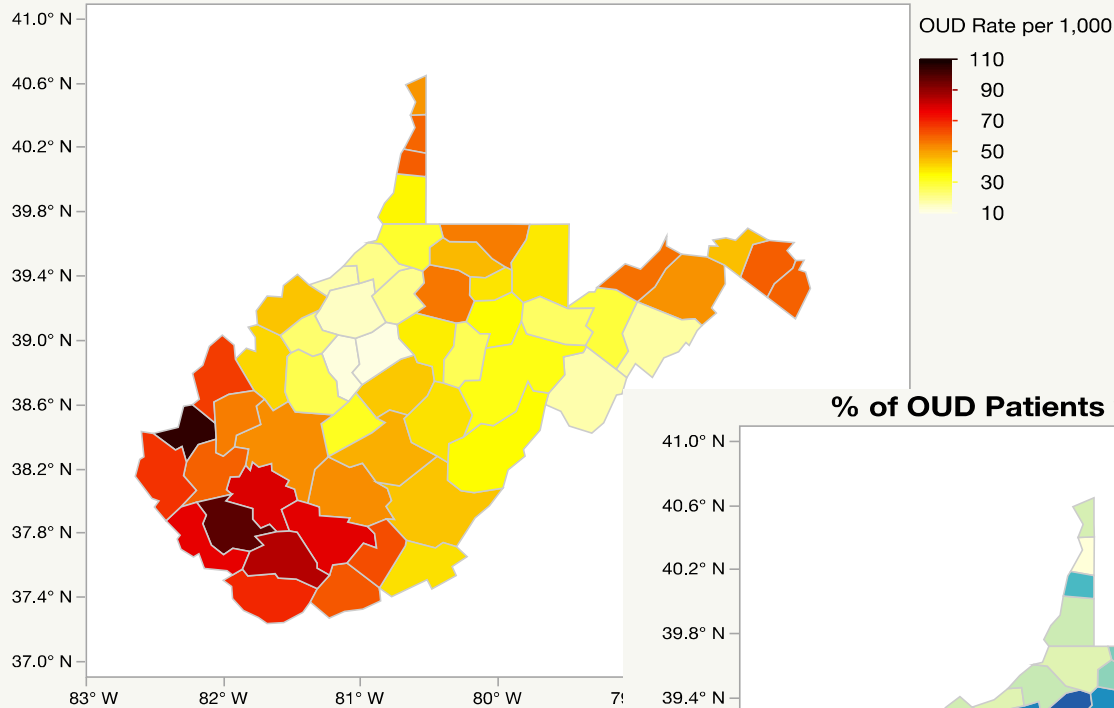 41.0° N
40.6° N
40.2° N
39.8° N
39.4° N
39.0° N
38.6° N
38.2° N
37.8° N
37.4° N
37.0° N
83°W
82°W
81°W
80°W
79
OUD Rate per 1,000
110
90
70
50
30
10
% of OUD Patients
41.0° N
40.6° N
40.2° N
39.8° N
39.4° N